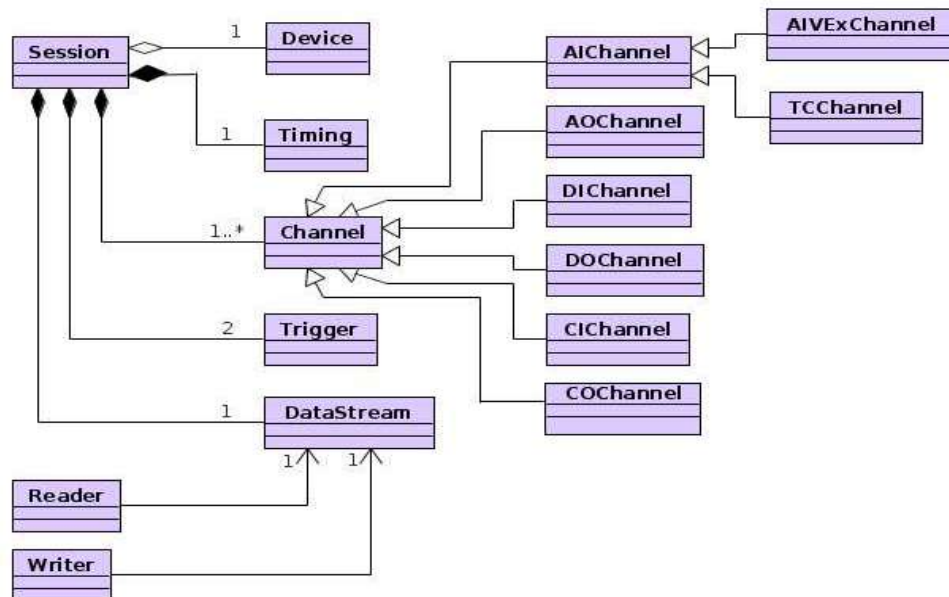 Session
1
Device
AIChannel
AIVExChannel
TCChannel
1
Timing
AOChannel
DIChannel
1..*
Channel
DOChannel
2
Trigger
CIChannel
1
DataStream
COChannel
1
1
Reader
Writer